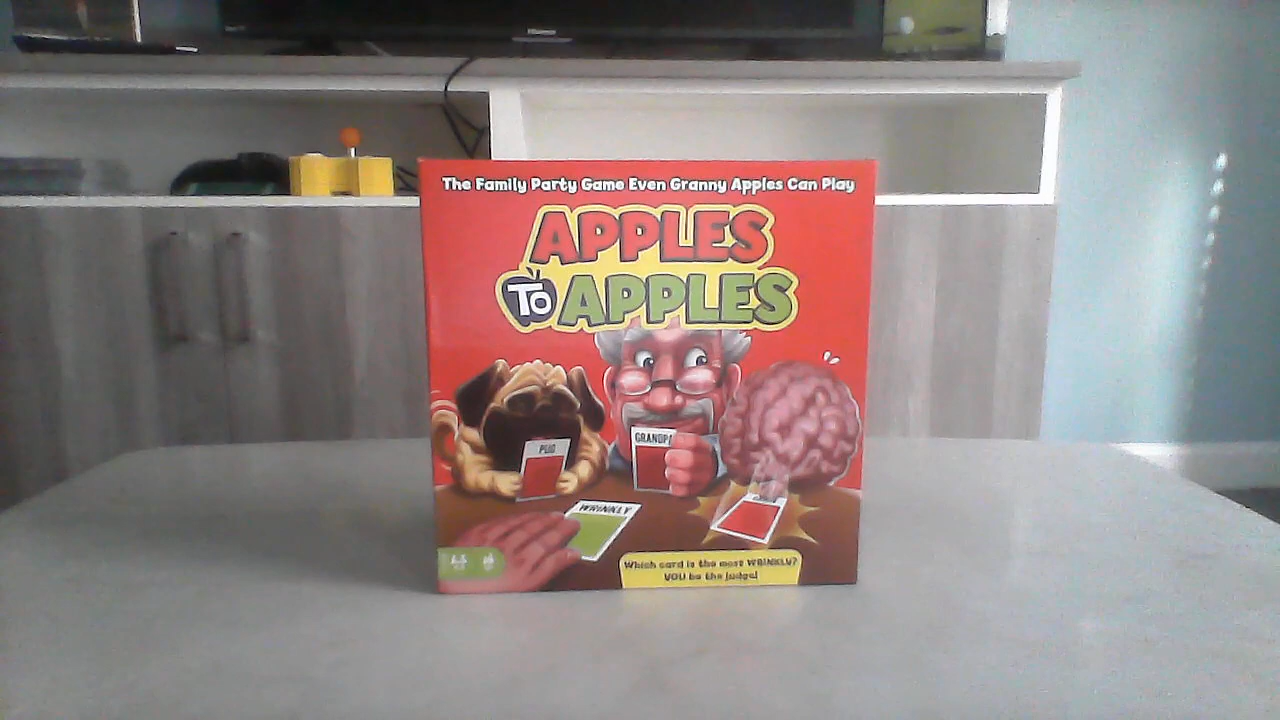 The Family Party Game Even Granny Apples Can Play
APPLES
TO APPLES
PUG
GRANDPA
WRINKLY
Which card is the most WRINKLY?
YOU be the judge!